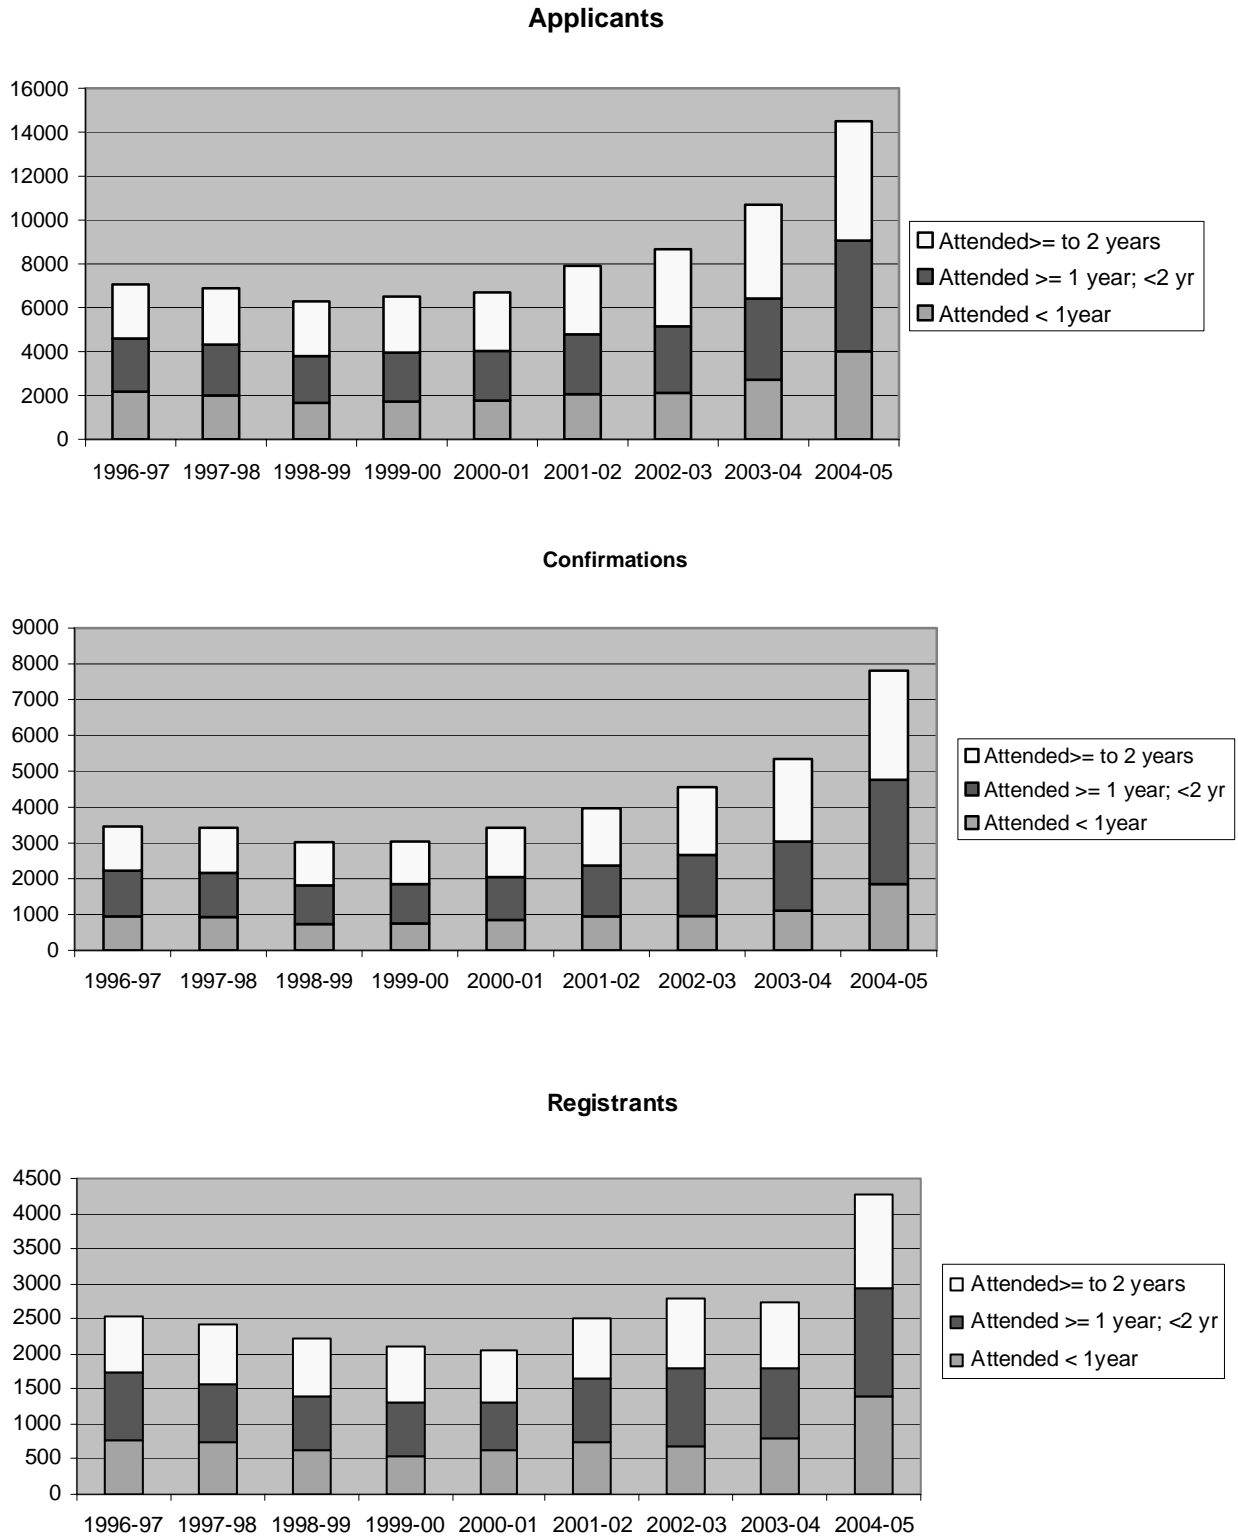 Applicants
16000
14000
12000
10000
8000
6000
4000
2000
0
1996-97 1997-98 1998-99 1999-00 2000-01 2001-02 2002-03 2003-04 2004-05
Attended>= to 2 years
Attended >= 1 year; <2 yr
Attended < 1year
Confirmations
9000
8000
7000
6000
5000
4000
3000
2000
1000
0
1996-97 1997-98 1998-99 1999-00 2000-01 2001-02 2002-03 2003-04 2004-05
Attended>= to 2 years
Attended >= 1 year; <2 yr
Attended < 1year
Registrants
4500
4000
3500
3000
2500
2000
1500
1000
500
0
1996-97 1997-98 1998-99 1999-00 2000-01 2001-02 2002-03 2003-04 2004-05
Attended>= to 2 years
Attended >= 1 year; <2 yr
Attended < 1year